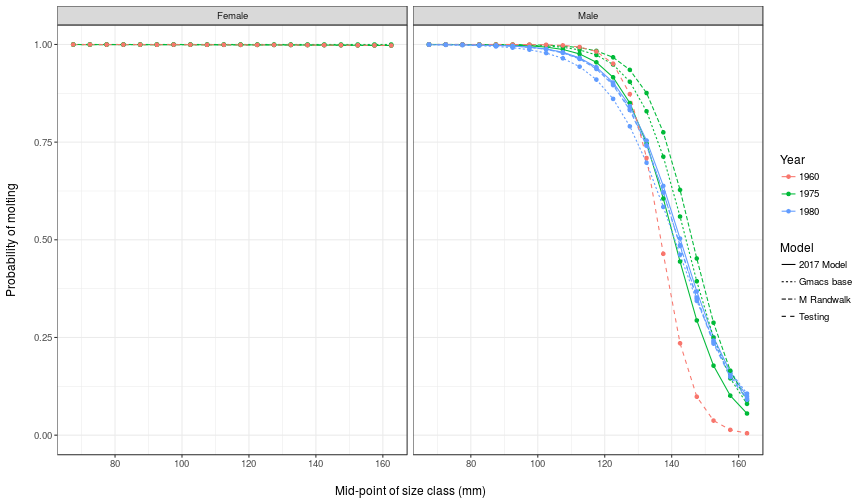 Female Male
1.00
0.75
0.50
0.25
0.00
Probability of molting
80 100 120 140 160 80 100 120 140 160
Mid-point of size class (mm)
Year
1960
1975
1980
Model
2017 Model
Gmacs base
M Randwalk
Testing